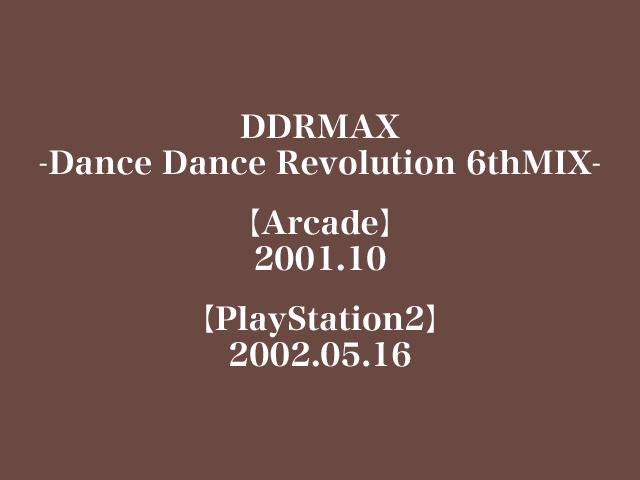 DDRMAX
-Dance Dance Revolution 6thMIX-
【Arcade】
2001.10
【PlayStation2】
2002.05.16